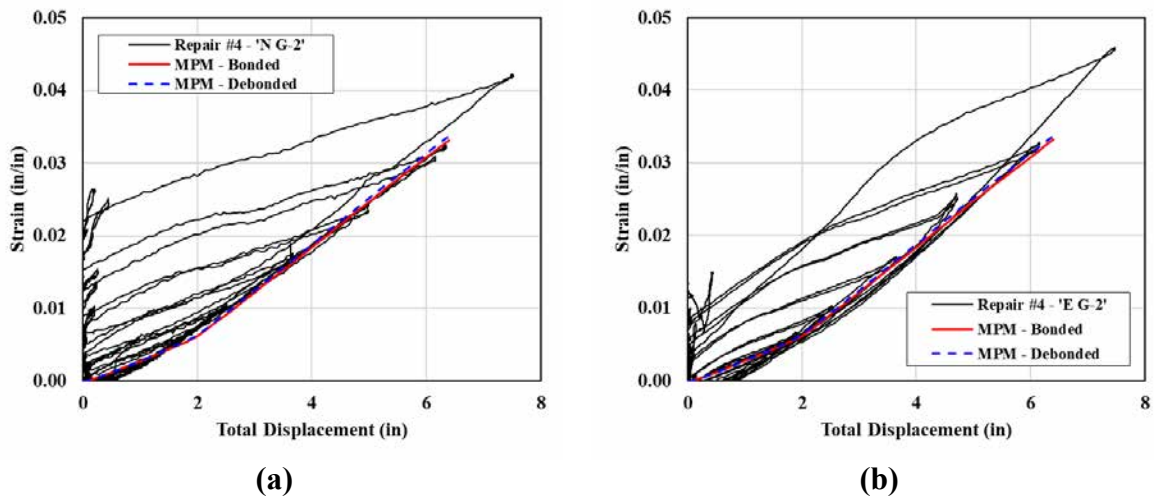 0.05
0.04
0.03
0.02
0.01
0.00
Strain (in/in)
Repair #4 - 'N G-2'
MPM - Bonded
MPM - Debonded
0 2 4 6 8
Total Displacement (in)
(a)
0.05
0.04
0.03
0.02
0.01
0.00
Strain (in/in)
Repair #4 - 'E G-2'
MPM - Bonded
MPM - Debonded
0 2 4 6 8
Total Displacement (in)
(b)